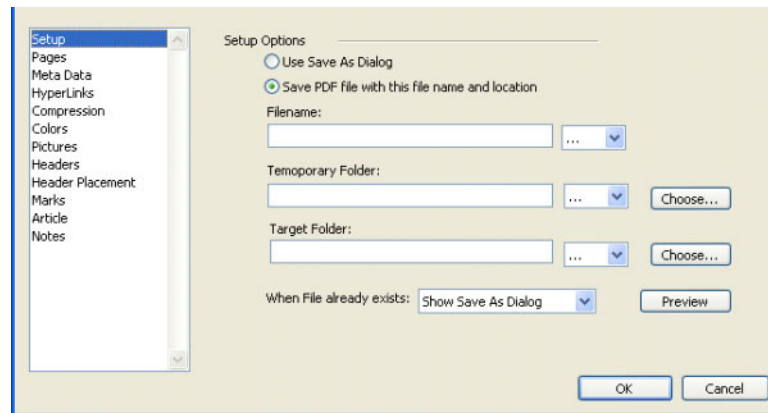 Setup
Pages
Meta Data
HyperLinks
Compression
Colors
Pictures
Headers
Header Placement
Marks
Article
Notes
Setup Options
Use Save As Dialog
Save PDF file with this file name and location
Filename:
...
Temoporary Folder:
... Choose...
Target Folder:
... Choose...
When File already exists: Show Save As Dialog Preview
OK Cancel